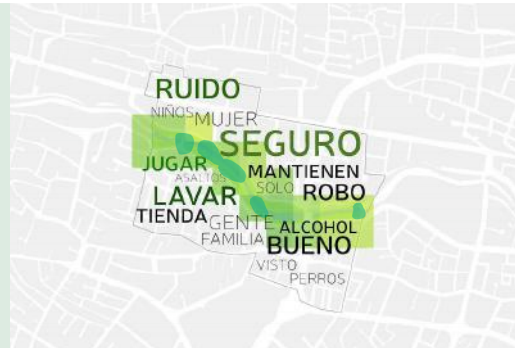 RUIDO
NIÑOS MUJER
SEGURO
JUGAR MANTIENEN
ASALTOS SOLO ROBO
LAVAR
TIENDA GENTE ALCOHOL
FAMILIA BUENO
VISTO
PERROS